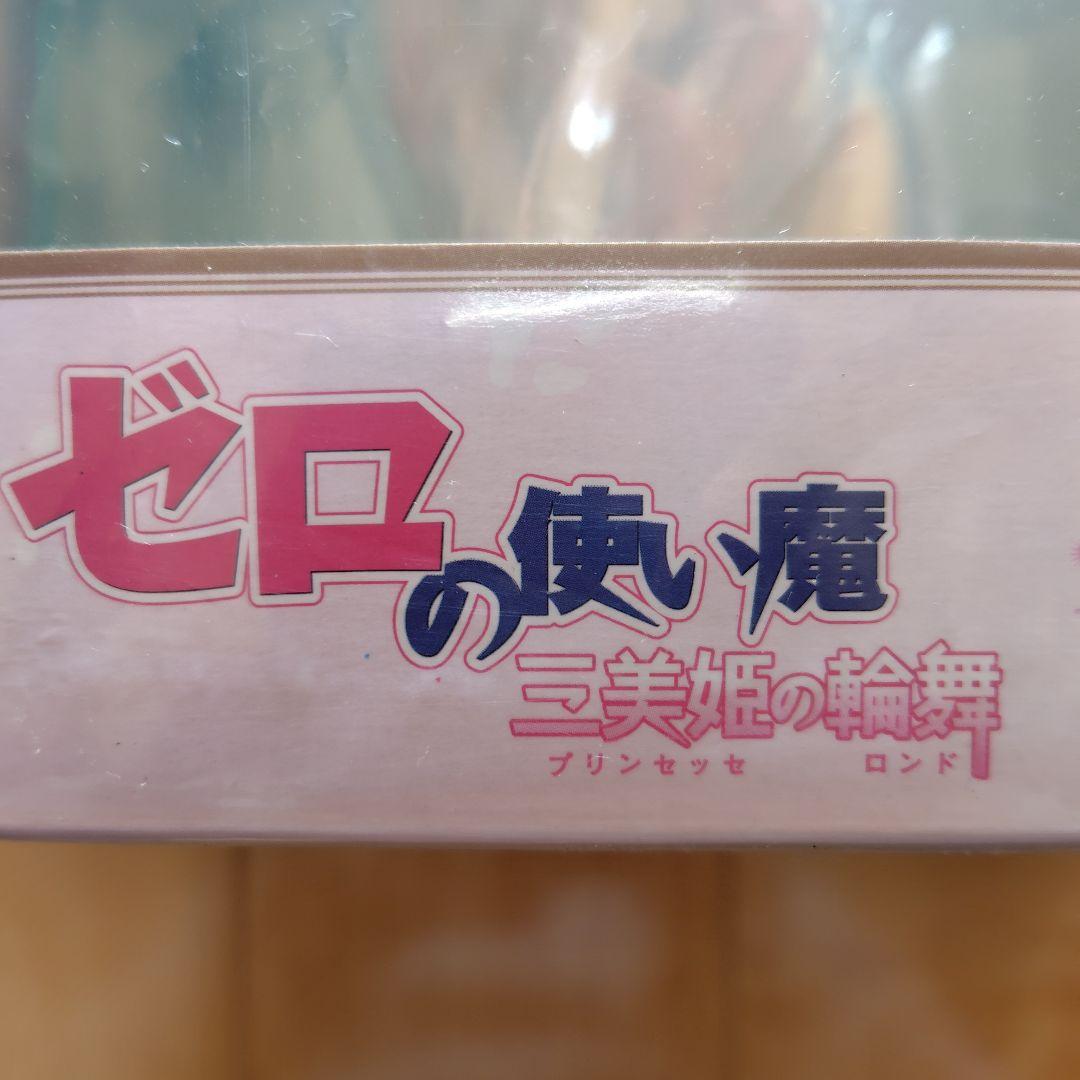 ゼロの使い魔
三美姫の輪舞
プリンセッセ ロンド